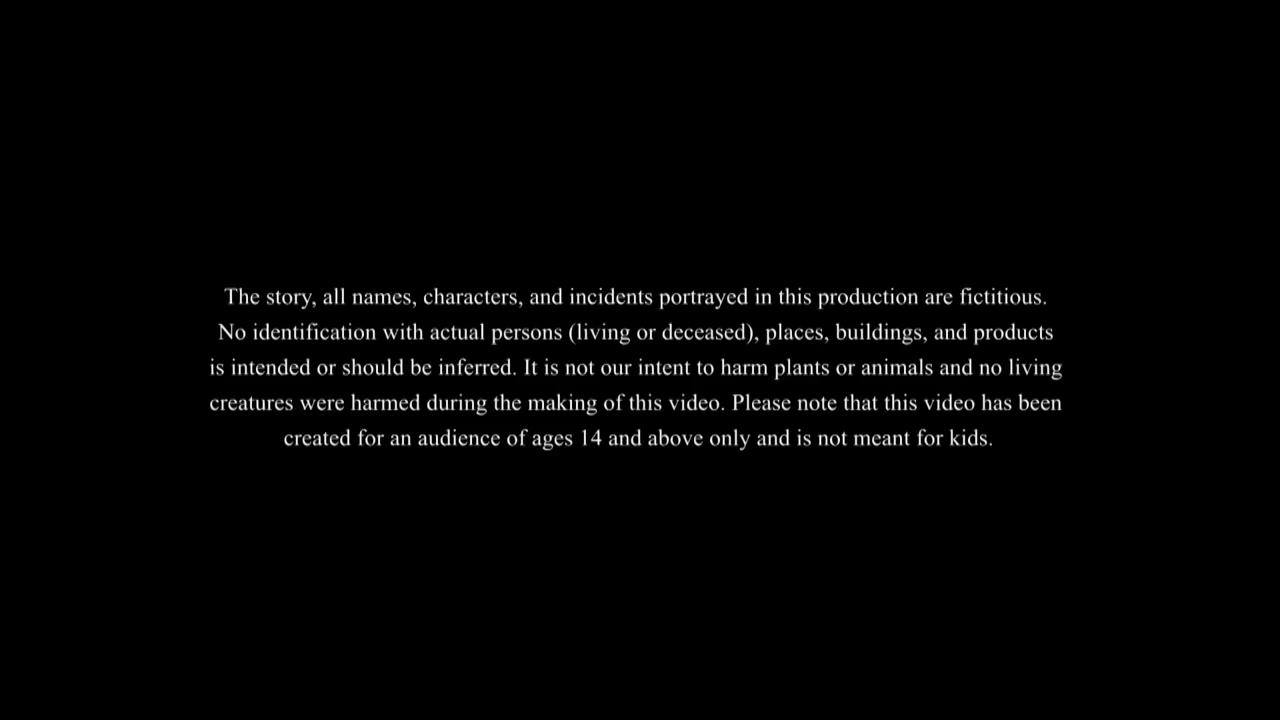 The story, all names, characters, and incidents portrayed in this production are fictitious.
No identification with actual persons (living or deceased), places, buildings, and products
is intended or should be inferred. It is not our intent to harm plants or animals and no living
creatures were harmed during the making of this video. Please note that this video has been
created for an audience of ages 14 and above only and is not meant for kids.